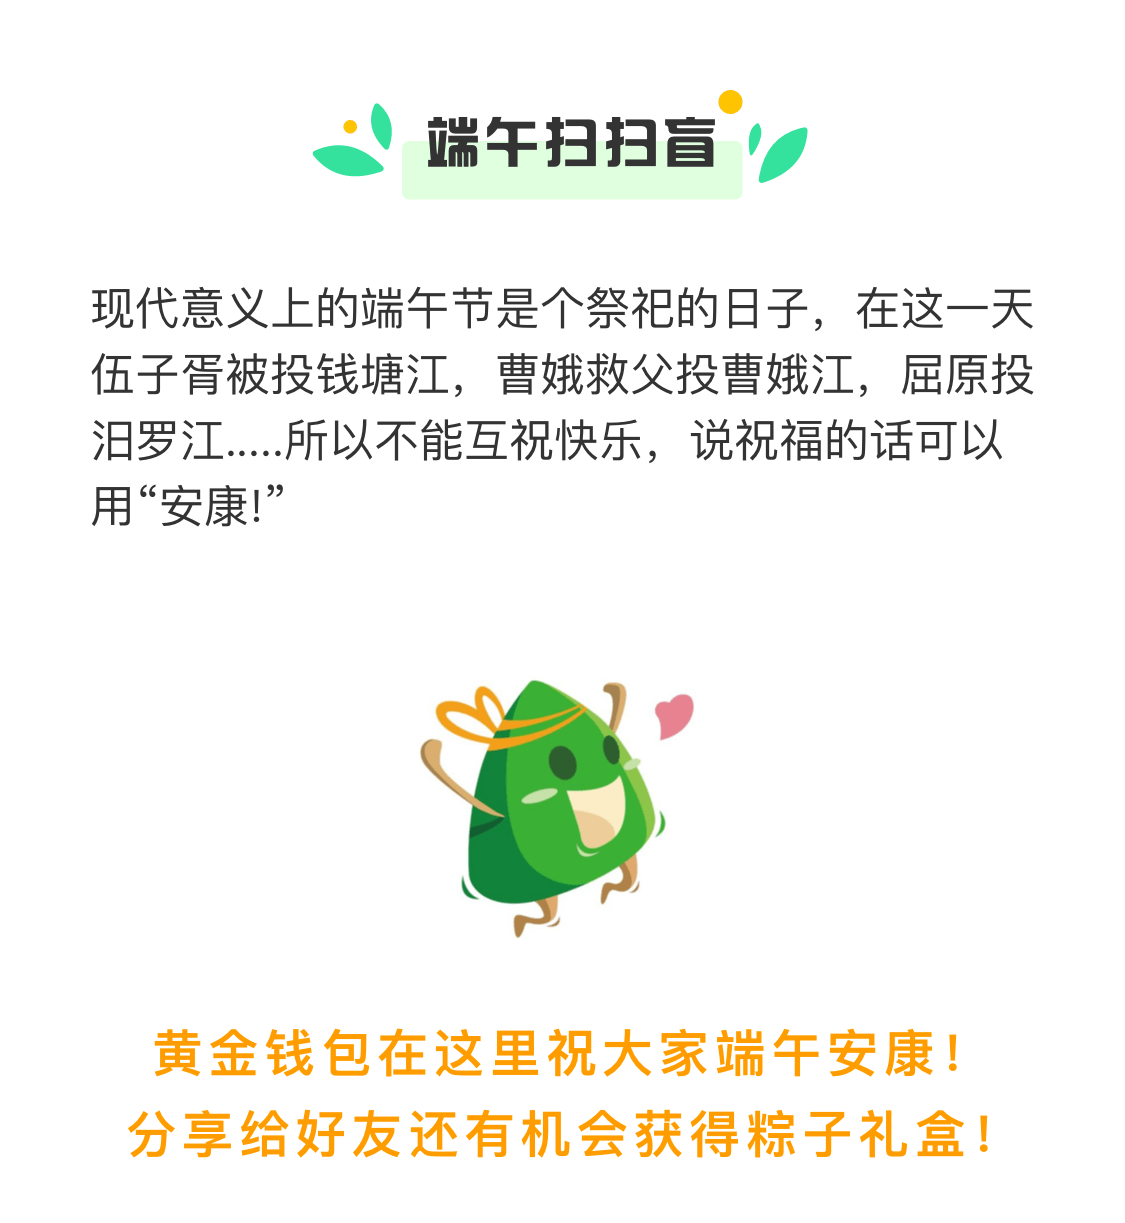 端午扫扫盲
现代意义上的端午节是个祭祀的日子，在这一天
伍子胥被投钱塘江，曹娥救父投曹娥江，屈原投
汨罗江.....所以不能互祝快乐，说祝福的话可以
用“安康!”
黄金钱包在这里祝大家端午安康！
分享给好友还有机会获得粽子礼盒！